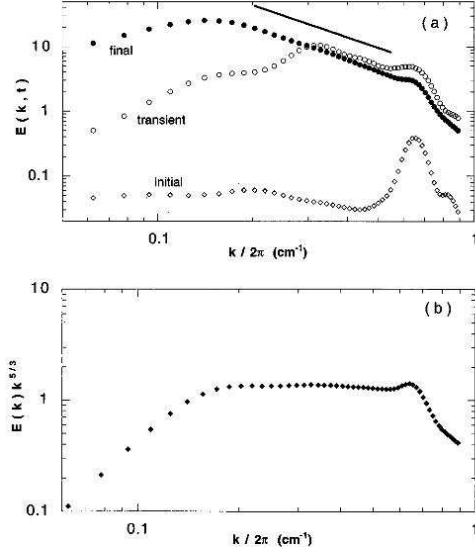 (a)
10
1
0.1
E(k,t)
final
transient
initial
0.1
1
k / 2π (cm⁻¹)
(b)
10
1
0.1
E(k) k^5/3
0.1
1
k / 2π (cm⁻¹)